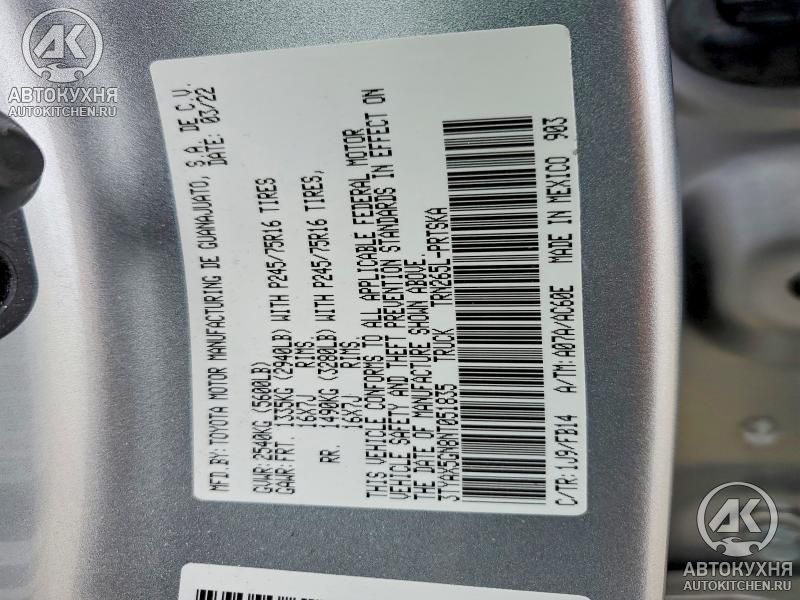 АК
АВТОКУХНЯ
AUTOKITCHEN.RU
MFD.BY: TOYOTA MOTOR MANUFACTURING DE GUANAJUATO, S.A. DE C.V.
DATE: 03/22
GVWR: 2540KG (5600LB)
GAWR: FRT. 1335KG (2940LB) WITH P245/75R16 TIRES
16X7J RIMS,
RR. 1490KG (3280LB) WITH P245/75R16 TIRES,
16X7J RIMS.
THIS VEHICLE CONFORMS TO ALL APPLICABLE FEDERAL MOTOR
VEHICLE SAFETY AND THEFT PREVENTION STANDARDS IN EFFECT ON
THE DATE OF MANUFACTURE SHOWN ABOVE.
3TYAX5GN8NT051835 TRUCK TRN265L-PRTSKA
C/TR: 1J9/FB14 A/TM: A07A/AC60E MADE IN MEXICO 903
АК
АВТОКУХНЯ
AUTOKITCHEN.RU